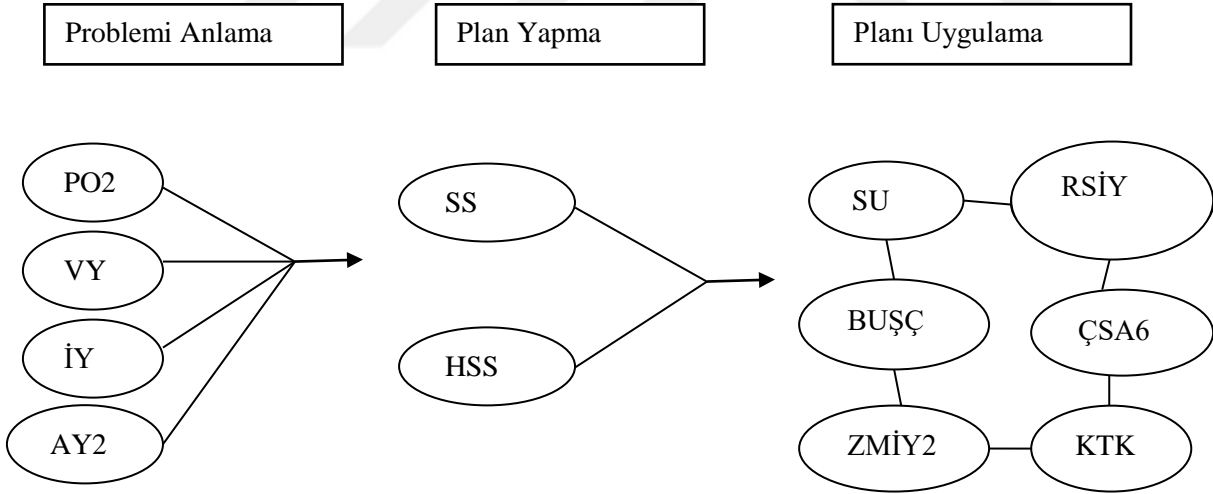 Problemi Anlama
Plan Yapma
Planı Uygulama
PO2
VY
İY
AY2
SS
HSS
SU
RSİY
BUŞÇ
ÇSA6
ZMİY2
KTK